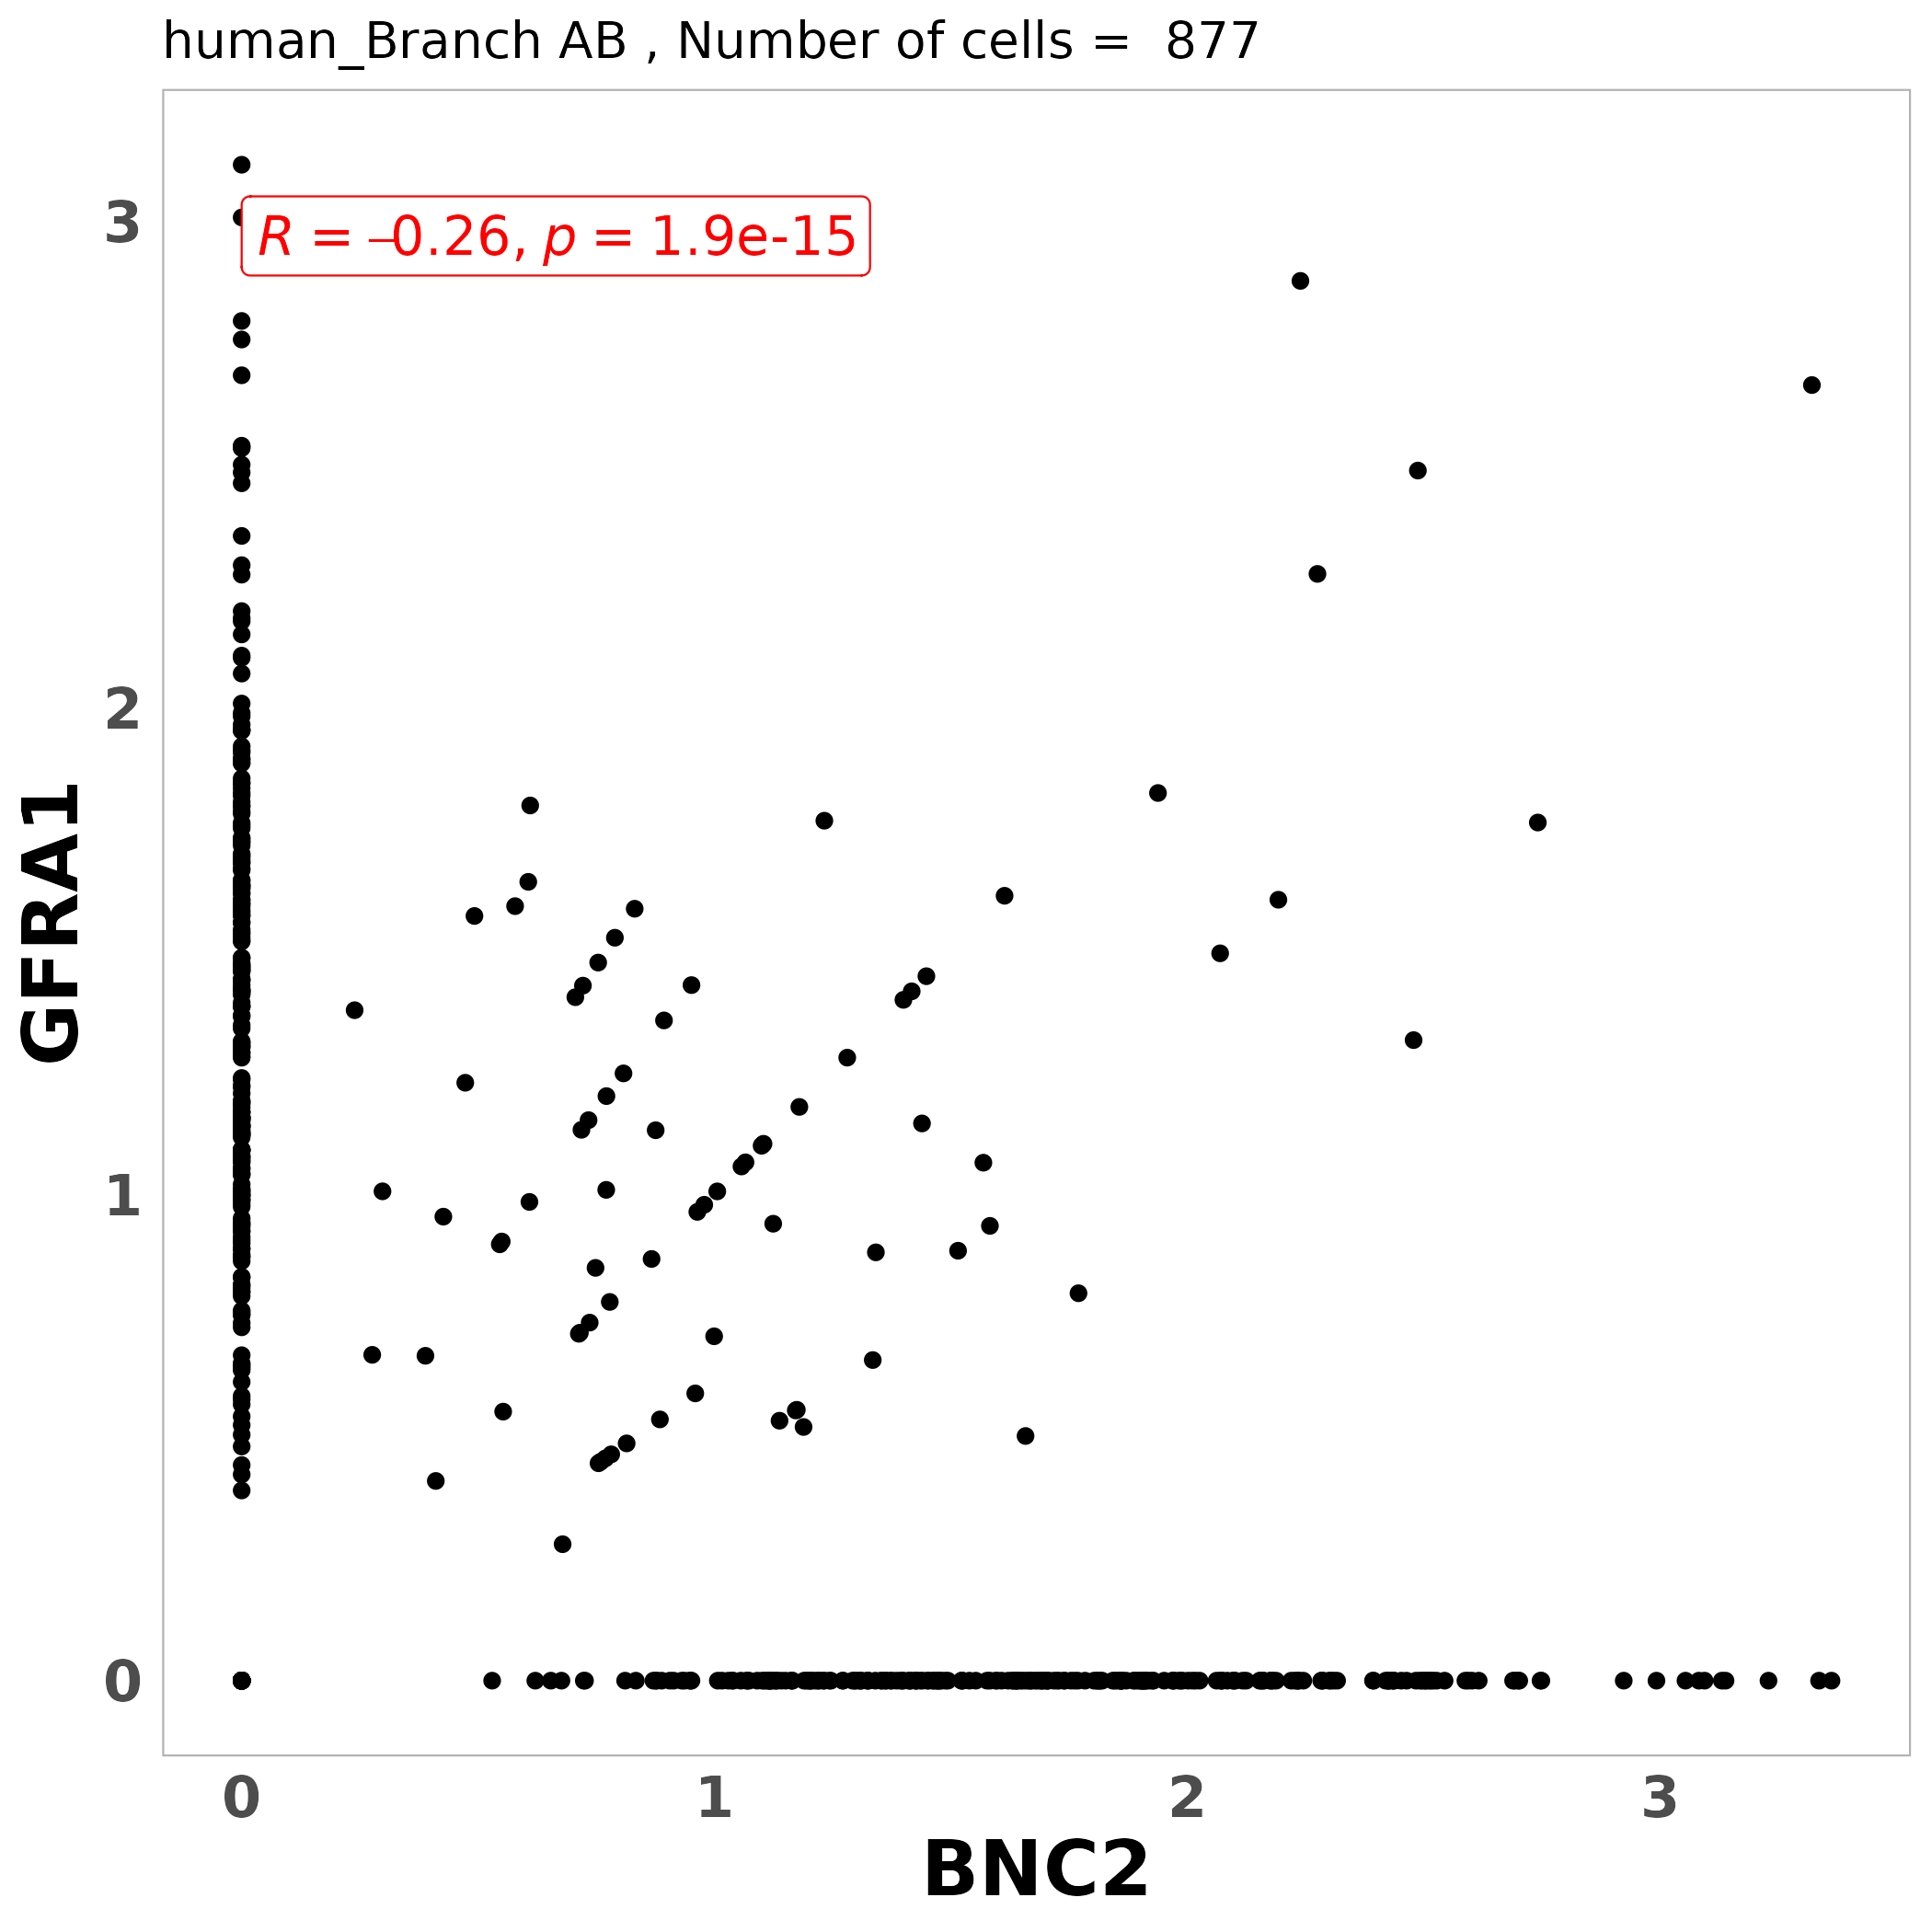 human_Branch AB , Number of cells =  877
R = –0.26, p = 1.9e-15
3
2
1
0
GFRA1
0 1 2 3
BNC2